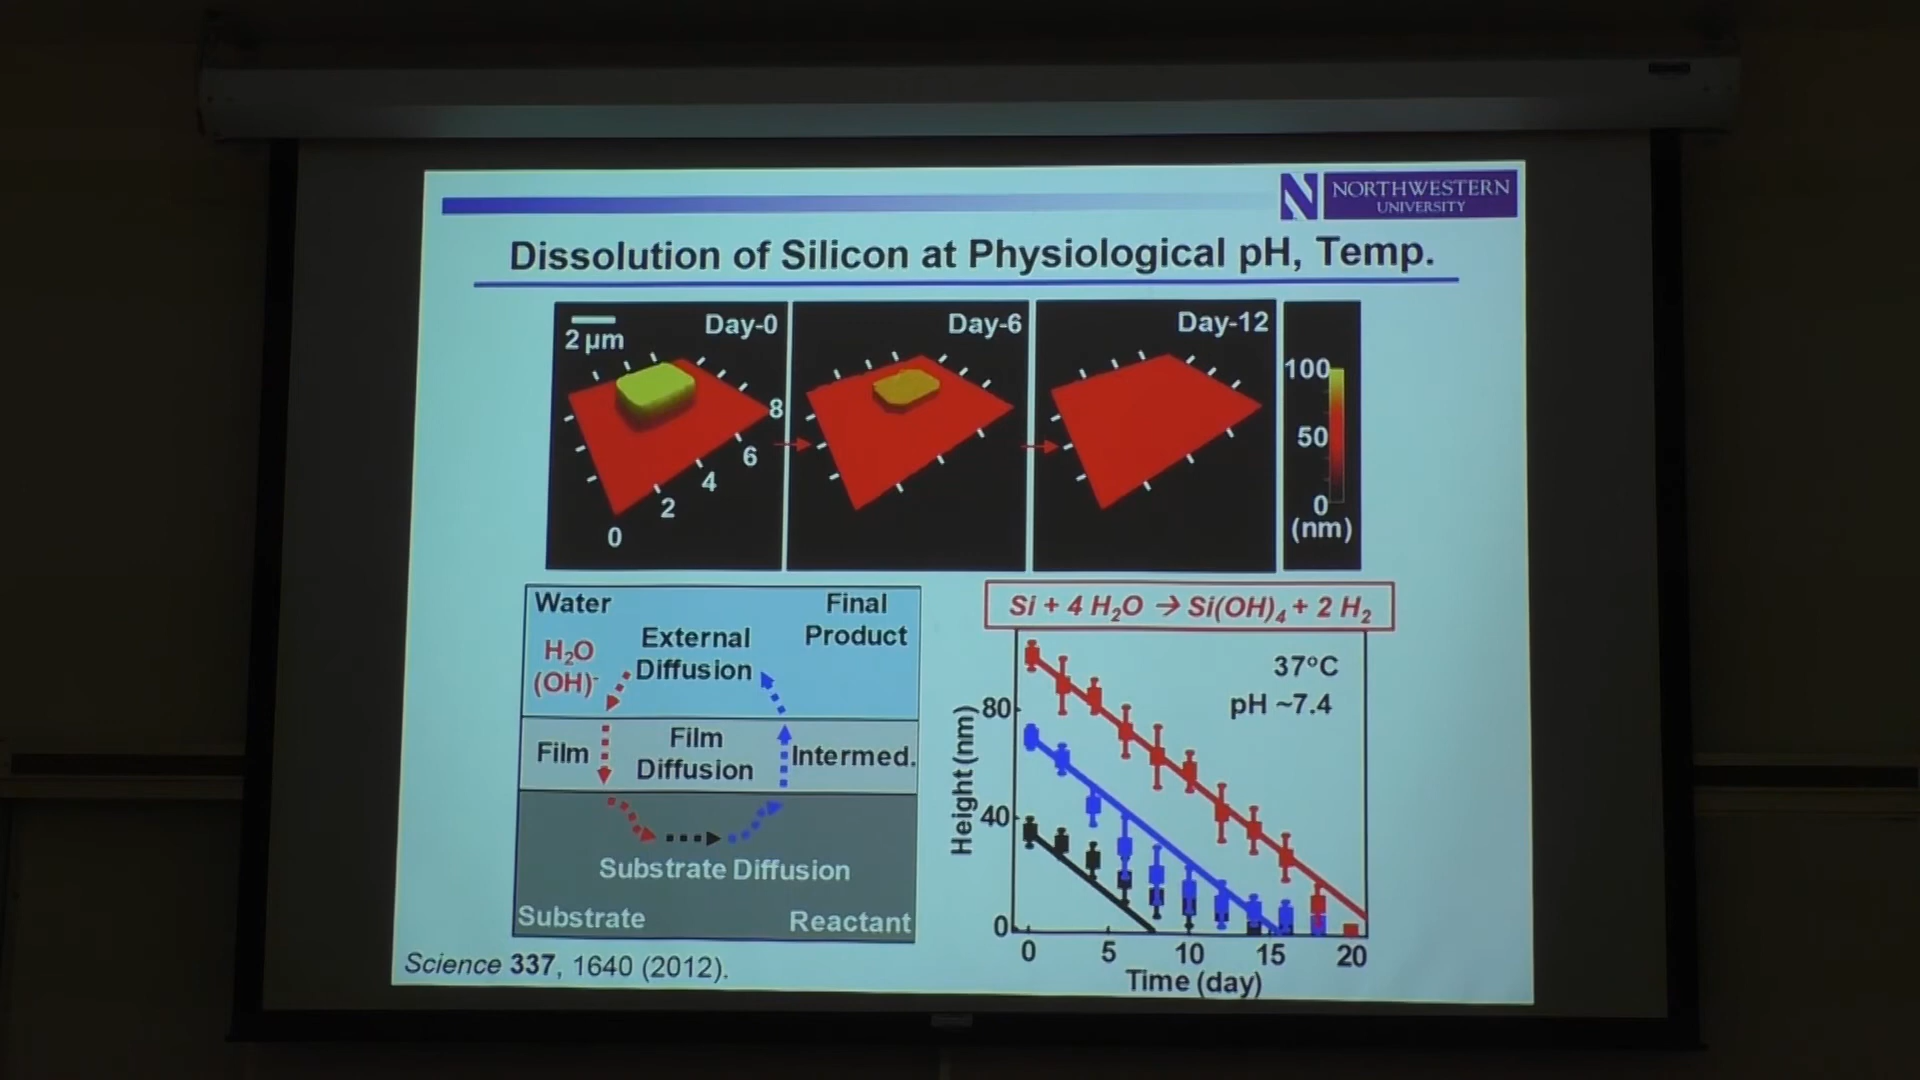 NORTHWESTERN
UNIVERSITY
Dissolution of Silicon at Physiological pH, Temp.
2 µm
Day-0
Day-6
Day-12
0
2
4
6
8
100
50
0
(nm)
Water
Final
Product
External
Diffusion
H₂O
(OH)⁻
Film
Film
Diffusion
Intermed.
Substrate Diffusion
Substrate
Reactant
Si + 4 H₂O → Si(OH)₄ + 2 H₂
37°C
pH ~7.4
Height (nm)
80
40
0
0
5
10
15
20
Time (day)
Science 337, 1640 (2012).